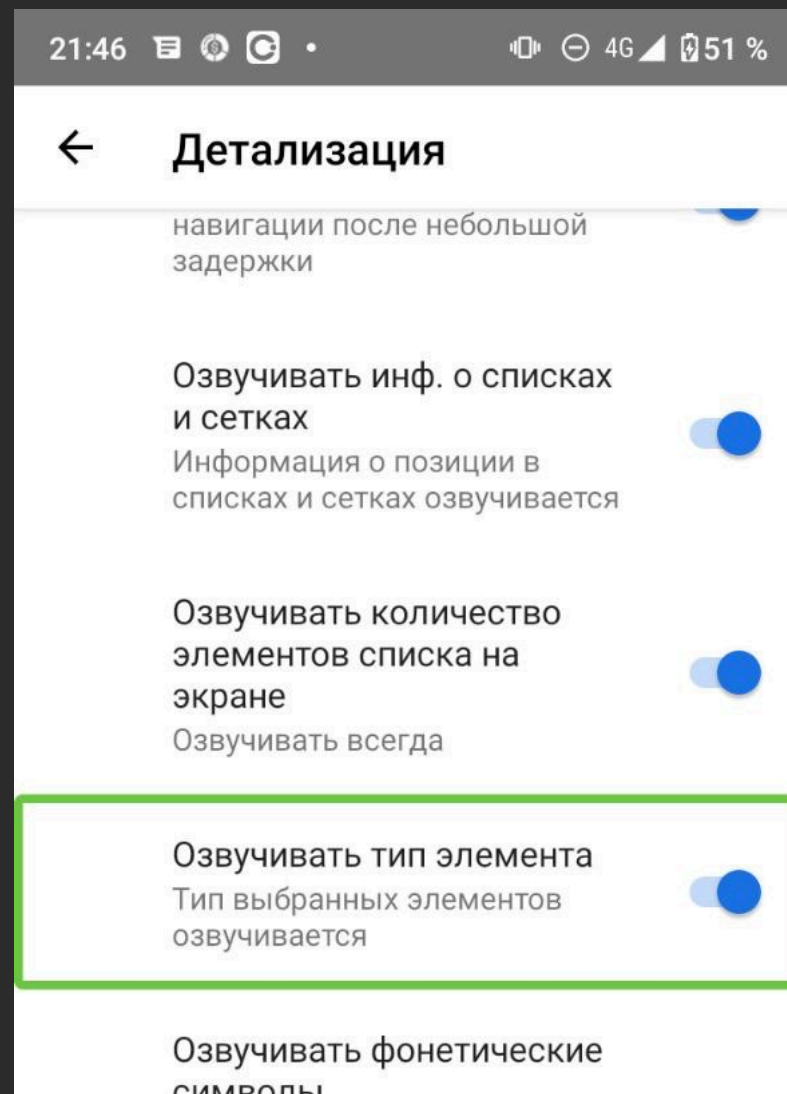 21:46 4G 51 %
Детализация
навигации после небольшой
задержки
Озвучивать инф. о списках
и сетках
Информация о позиции в
списках и сетках озвучивается
Озвучивать количество
элементов списка на
экране
Озвучивать всегда
Озвучивать тип элемента
Тип выбранных элементов
озвучивается
Озвучивать фонетические
символы